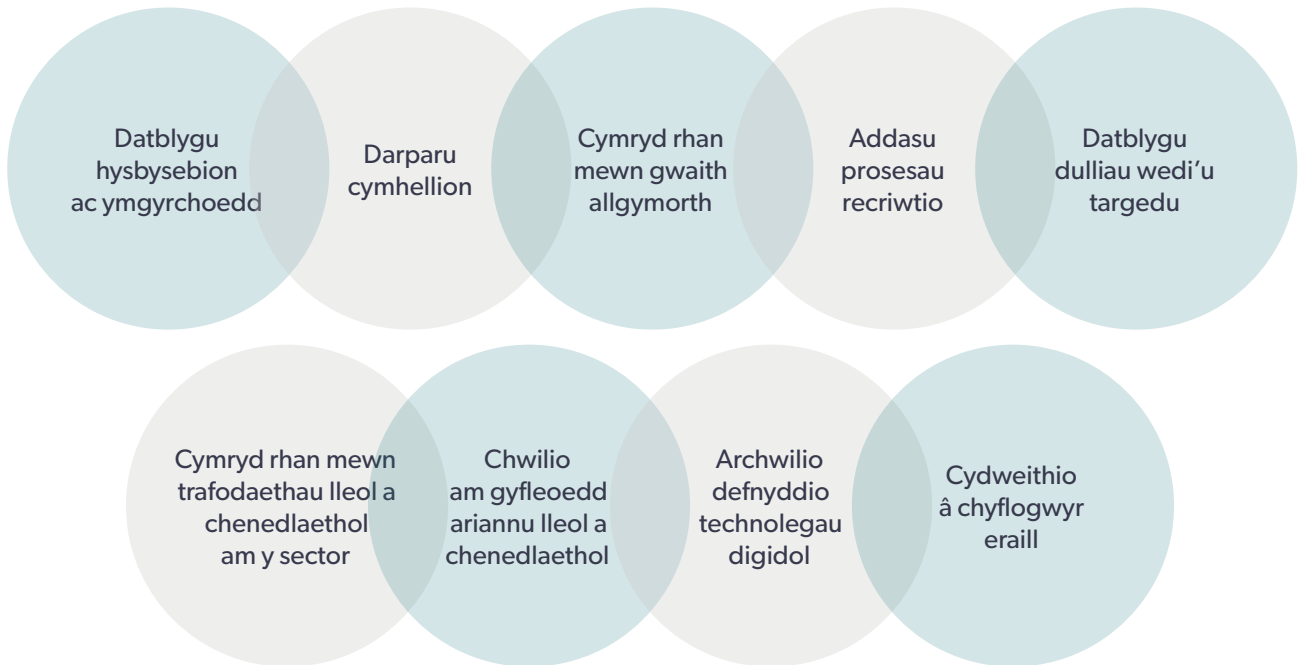 Datblygu
hysbysebion
ac ymgyrchoedd
Darparu
cymhellion
Cymryd rhan
mewn gwaith
allgymorth
Addasu
prosesau
recriwtio
Datblygu
dulliau wedi’u
targedu
Cymryd rhan mewn
trafodaethau lleol a
chenedlaethol
am y sector
Chwilio
am gyfleoedd
ariannu lleol a
chenedlaethol
Archwilio
defnyddio
technolegau
digidol
Cydweithio
â chyflogwyr
eraill